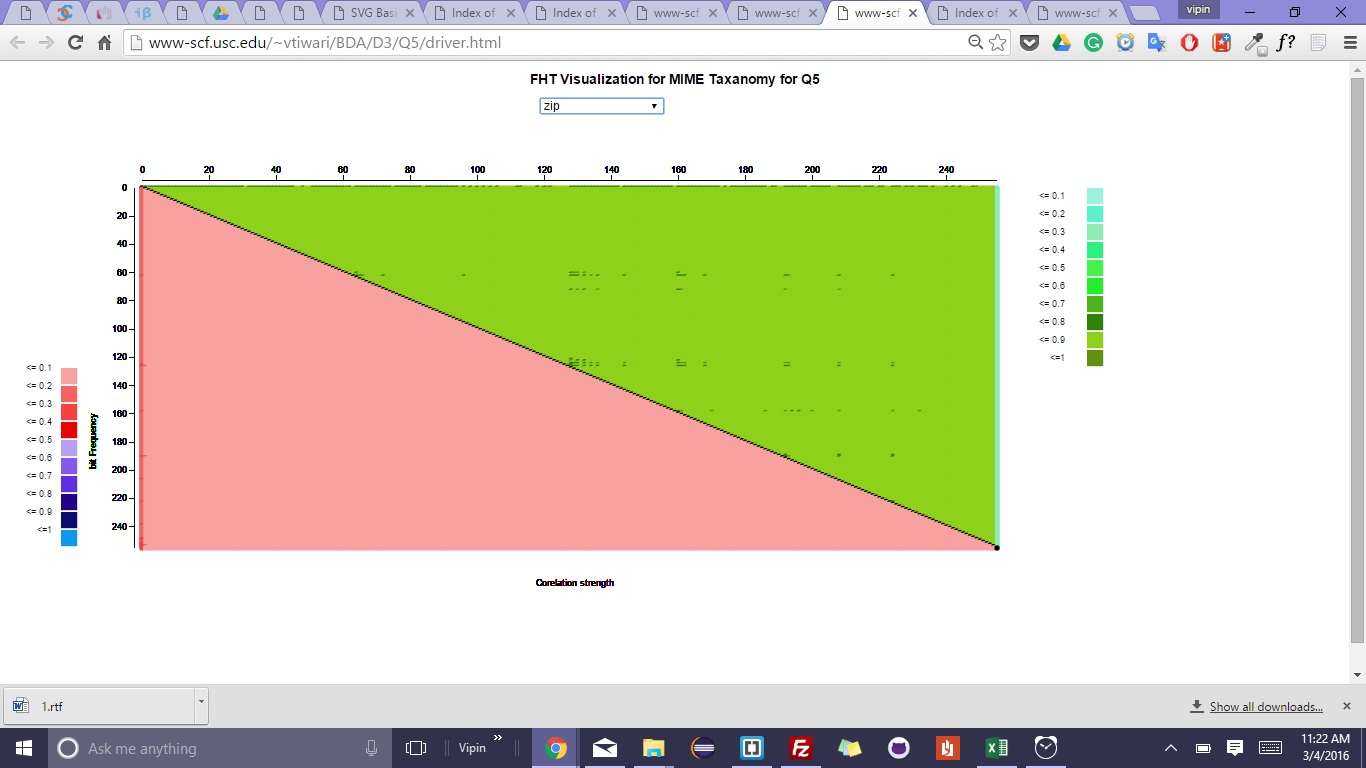 SVG Basi
Index of
Index of
www-scf.
www-scf
www-scf
Index of
www-scf
vipin
www-scf.usc.edu/~vtiwari/BDA/D3/Q5/driver.html
f?
FHT Visualization for MIME Taxanomy for Q5
zip
0 20 40 60 80 100 120 140 160 180 200 220 240
0
20
40
60
80
100
120
140
160
180
200
220
240
bit Frequency
<= 0.1
<= 0.2
<= 0.3
<= 0.4
<= 0.5
<= 0.6
<= 0.7
<= 0.8
<= 0.9
<=1
<= 0.1
<= 0.2
<= 0.3
<= 0.4
<= 0.5
<= 0.6
<= 0.7
<= 0.8
<= 0.9
<=1
Corelation strength
1.rtf
Show all downloads...
Ask me anything
Vipin
11:22 AM
3/4/2016